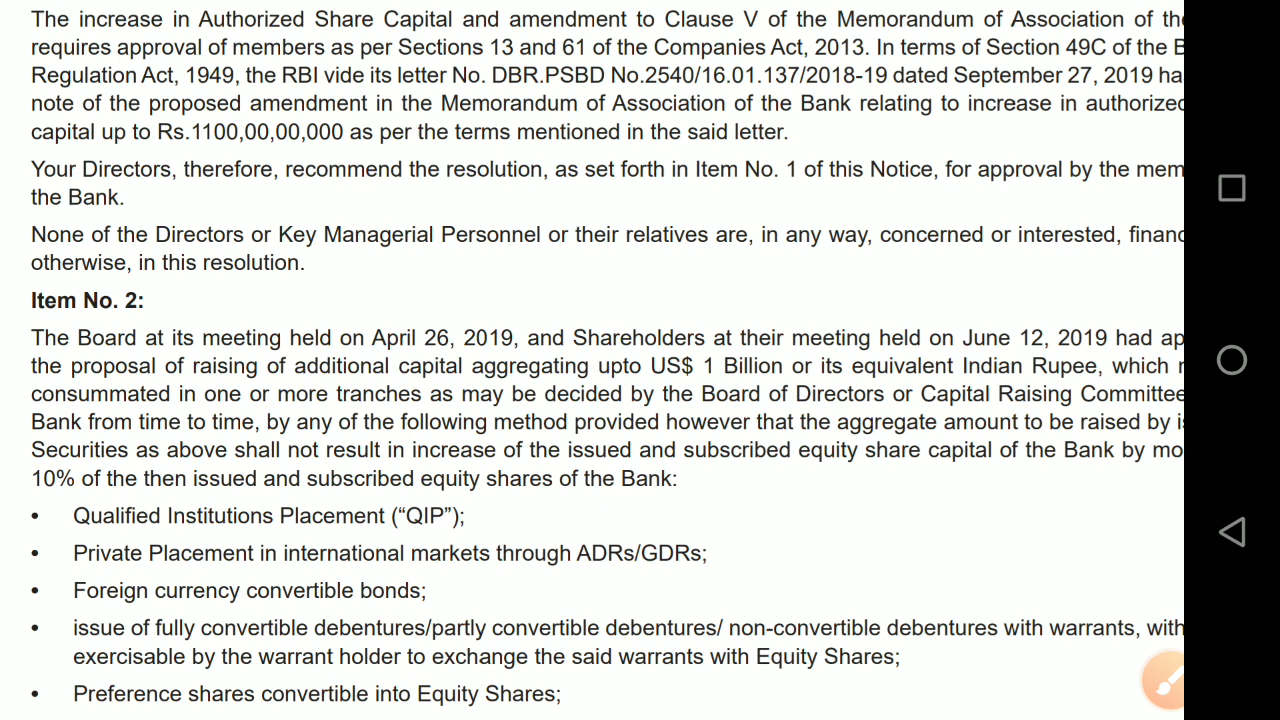 The increase in Authorized Share Capital and amendment to Clause V of the Memorandum of Association of
requires approval of members as per Sections 13 and 61 of the Companies Act, 2013. In terms of Section 49C of the
Regulation Act, 1949, the RBI vide its letter No. DBR.PSBD No.2540/16.01.137/2018-19 dated September 27, 2019
note of the proposed amendment in the Memorandum of Association of the Bank relating to increase in authorized
capital up to Rs.1100,00,00,000 as per the terms mentioned in the said letter.
Your Directors, therefore, recommend the resolution, as set forth in Item No. 1 of this Notice, for approval by the
the Bank.
None of the Directors or Key Managerial Personnel or their relatives are, in any way, concerned or interested,
otherwise, in this resolution.
Item No. 2:
The Board at its meeting held on April 26, 2019, and Shareholders at their meeting held on June 12, 2019 had
the proposal of raising of additional capital aggregating upto US$ 1 Billion or its equivalent Indian Rupee, which
consummated in one or more tranches as may be decided by the Board of Directors or Capital Raising Committee
Bank from time to time, by any of the following method provided however that the aggregate amount to be raised by
Securities as above shall not result in increase of the issued and subscribed equity share capital of the Bank by
10% of the then issued and subscribed equity shares of the Bank:
• Qualified Institutions Placement (“QIP”);
• Private Placement in international markets through ADRs/GDRs;
• Foreign currency convertible bonds;
• issue of fully convertible debentures/partly convertible debentures/ non-convertible debentures with warrants, with
exercisable by the warrant holder to exchange the said warrants with Equity Shares;
• Preference shares convertible into Equity Shares;